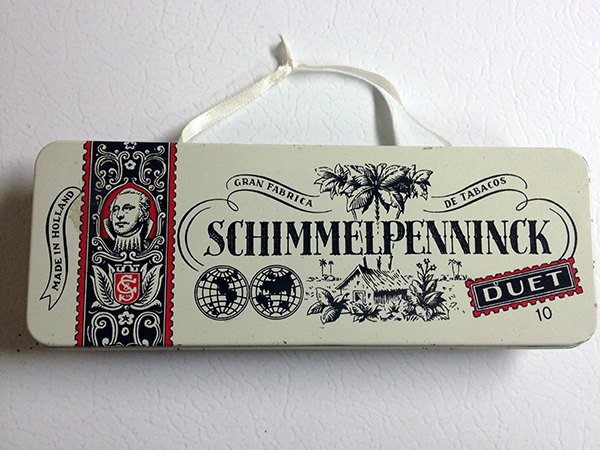 MADE IN HOLLAND
GRAN FABRICA DE TABACOS
SCHIMMELPENNINCK
DUET
10